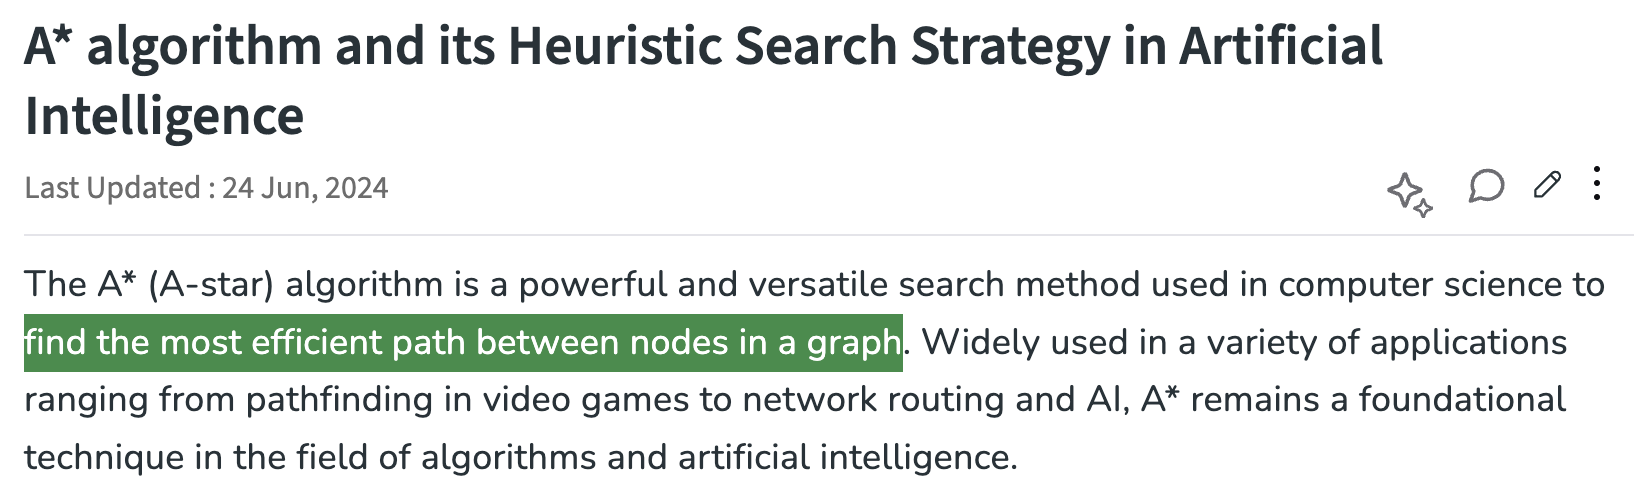 A* algorithm and its Heuristic Search Strategy in Artificial
Intelligence
Last Updated : 24 Jun, 2024
The A* (A-star) algorithm is a powerful and versatile search method used in computer science to
find the most efficient path between nodes in a graph. Widely used in a variety of applications
ranging from pathfinding in video games to network routing and AI, A* remains a foundational
technique in the field of algorithms and artificial intelligence.